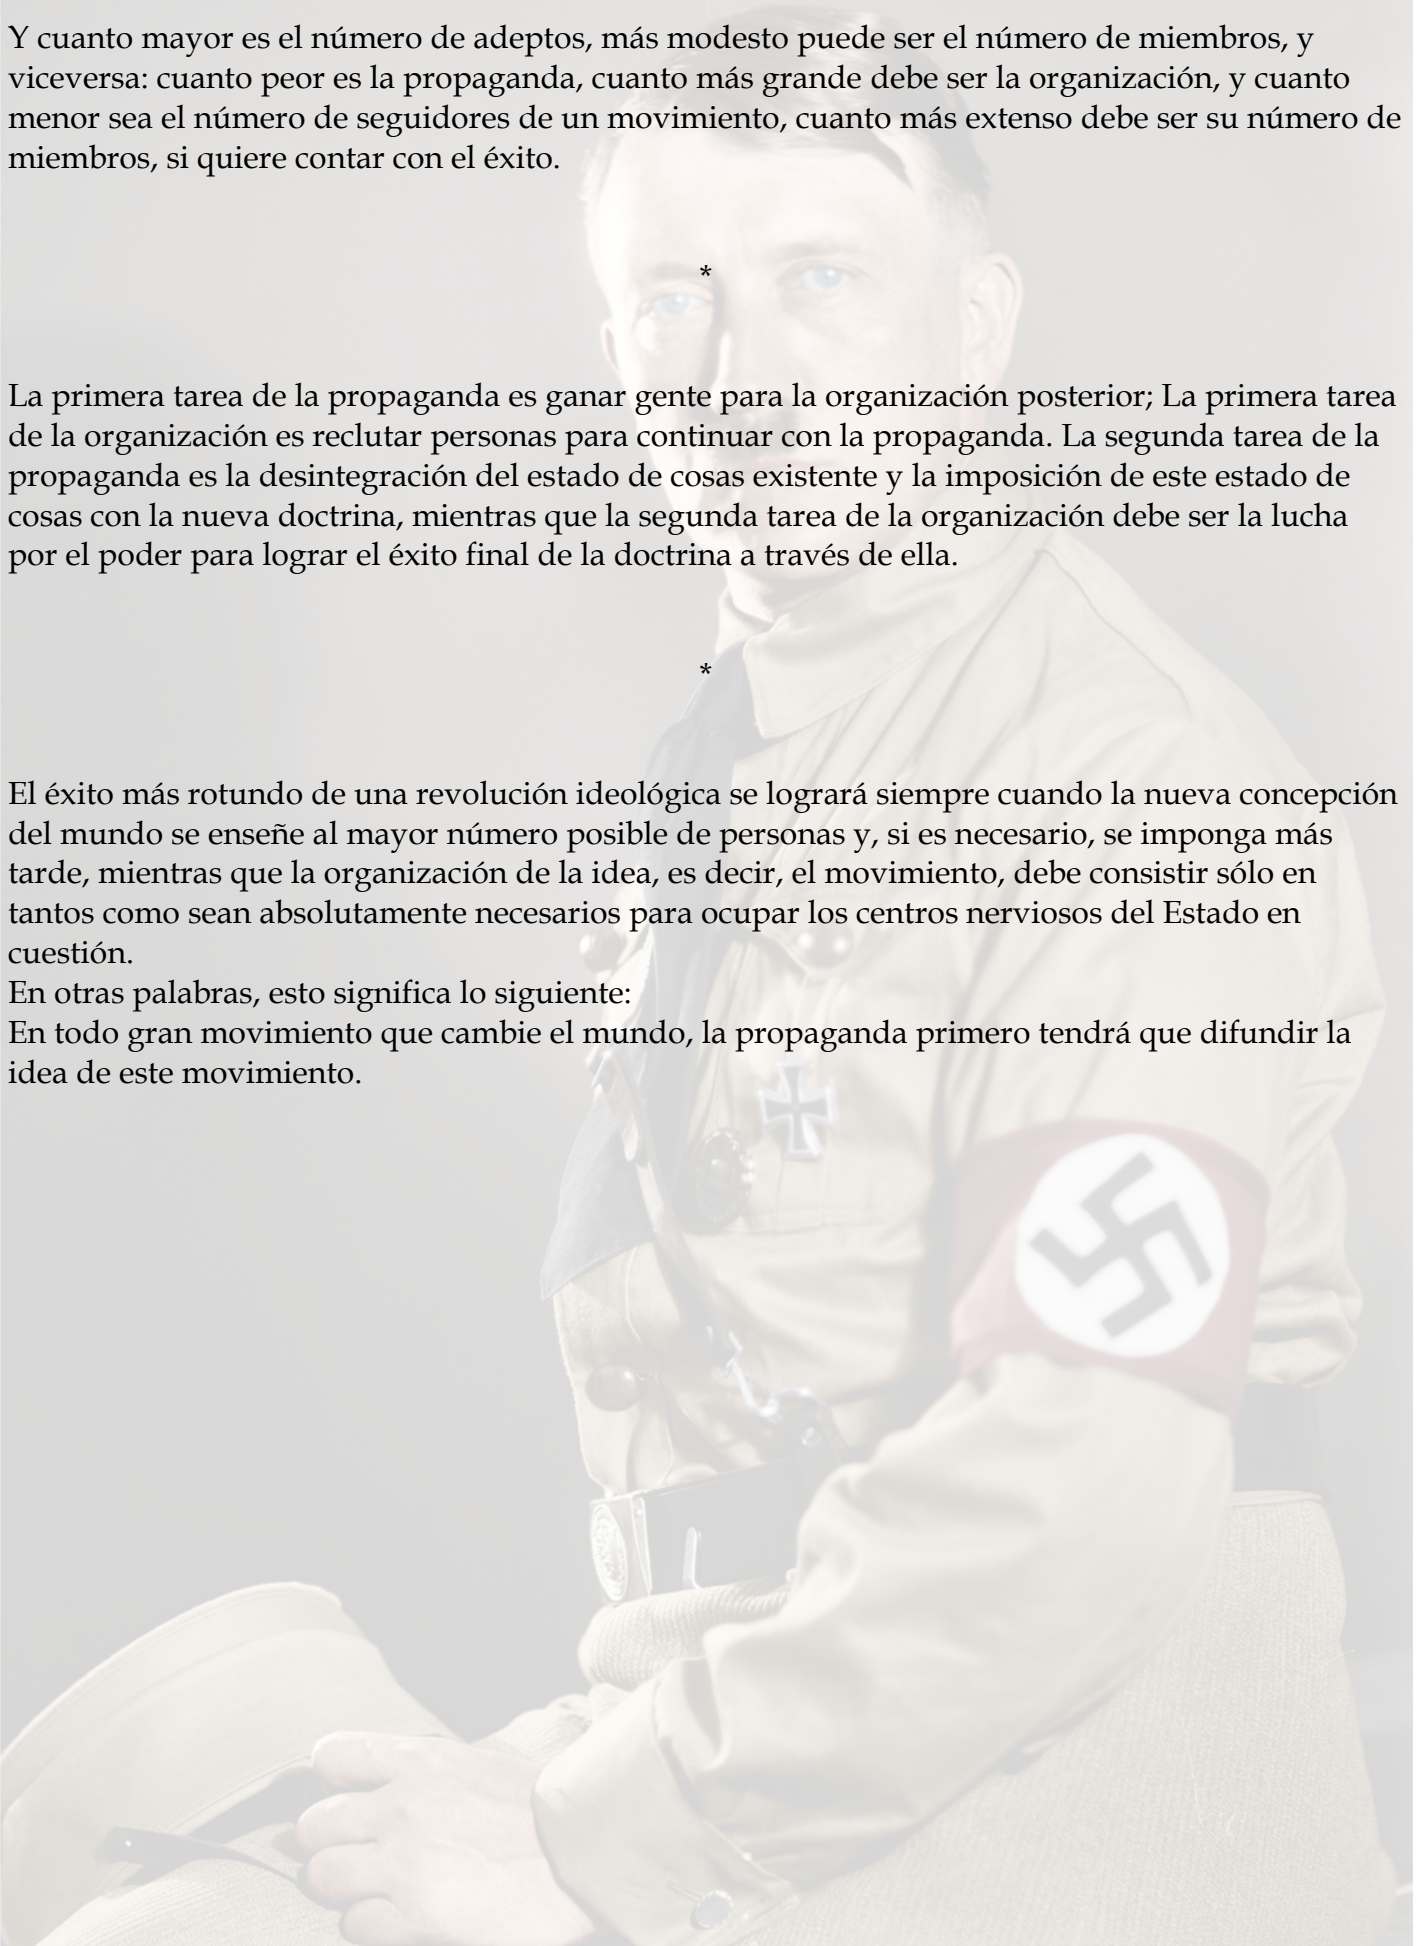 Y cuanto mayor es el número de adeptos, más modesto puede ser el número de miembros, y
viceversa: cuanto peor es la propaganda, cuanto más grande debe ser la organización, y cuanto
menor sea el número de seguidores de un movimiento, cuanto más extenso debe ser su número de
miembros, si quiere contar con el éxito.
*
La primera tarea de la propaganda es ganar gente para la organización posterior; La primera tarea
de la organización es reclutar personas para continuar con la propaganda. La segunda tarea de la
propaganda es la desintegración del estado de cosas existente y la imposición de este estado de
cosas con la nueva doctrina, mientras que la segunda tarea de la organización debe ser la lucha
por el poder para lograr el éxito final de la doctrina a través de ella.
*
El éxito más rotundo de una revolución ideológica se logrará siempre cuando la nueva concepción
del mundo se enseñe al mayor número posible de personas y, si es necesario, se imponga más
tarde, mientras que la organización de la idea, es decir, el movimiento, debe consistir sólo en
tantos como sean absolutamente necesarios para ocupar los centros nerviosos del Estado en
cuestión.
En otras palabras, esto significa lo siguiente:
En todo gran movimiento que cambie el mundo, la propaganda primero tendrá que difundir la
idea de este movimiento.